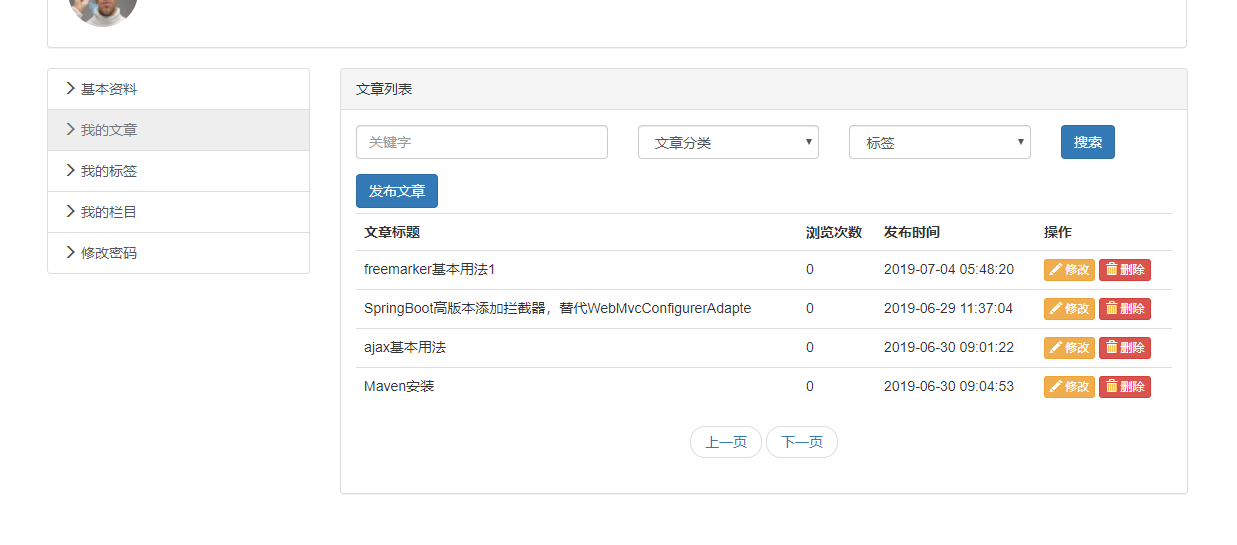 基本资料
我的文章
我的标签
我的栏目
修改密码
文章列表
关键字 文章分类 标签 搜索
发布文章
文章标题 浏览次数 发布时间 操作
freemarker基本用法1 0 2019-07-04 05:48:20 修改 删除
SpringBoot高版本添加拦截器，替代WebMvcConfigurerAdapte 0 2019-06-29 11:37:04 修改 删除
ajax基本用法 0 2019-06-30 09:01:22 修改 删除
Maven安装 0 2019-06-30 09:04:53 修改 删除
上一页 下一页